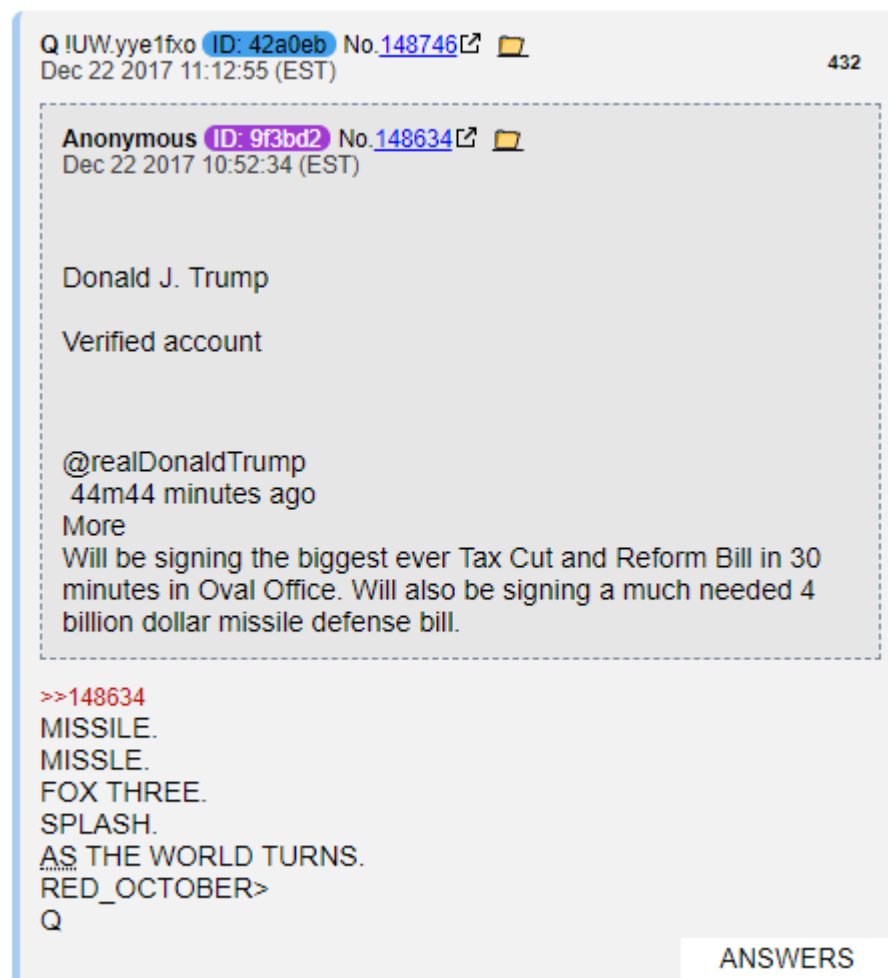 Q !UW.yye1fxo ID: 42a0eb No.148746
Dec 22 2017 11:12:55 (EST)
432
Anonymous ID: 9f3bd2 No.148634
Dec 22 2017 10:52:34 (EST)
Donald J. Trump
Verified account
@realDonaldTrump
44m44 minutes ago
More
Will be signing the biggest ever Tax Cut and Reform Bill in 30
minutes in Oval Office. Will also be signing a much needed 4
billion dollar missile defense bill.
>>148634
MISSILE.
MISSLE.
FOX THREE.
SPLASH.
AS THE WORLD TURNS.
RED_OCTOBER>
Q
ANSWERS